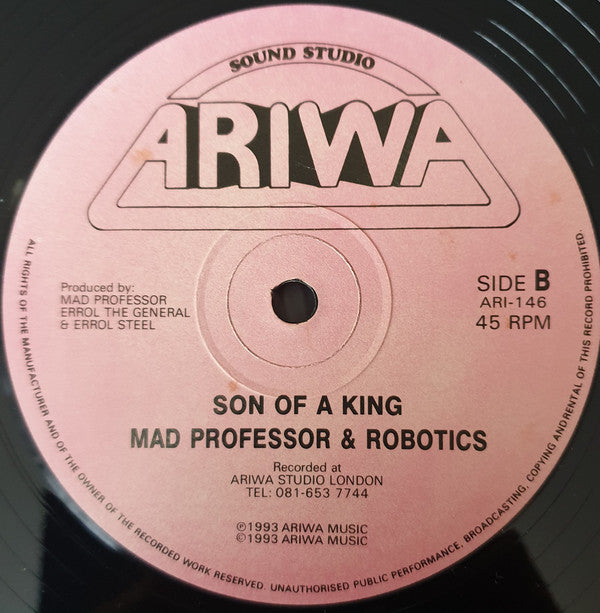 SOUND STUDIO
ARIWA
Produced by:
MAD PROFESSOR
ERROL THE GENERAL
& ERROL STEEL
SIDE B
ARI-146
45 RPM
SON OF A KING
MAD PROFESSOR & ROBOTICS
Recorded at
ARIWA STUDIO LONDON
TEL: 081-653 7744
℗1993 ARIWA MUSIC
©1993 ARIWA MUSIC
ALL RIGHTS OF THE MANUFACTURER AND OF THE OWNER OF THE RECORDED WORK RESERVED. UNAUTHORISED PUBLIC PERFORMANCE, BROADCASTING, COPYING ANDRENTAL OF THIS RECORD PROHIBITED.